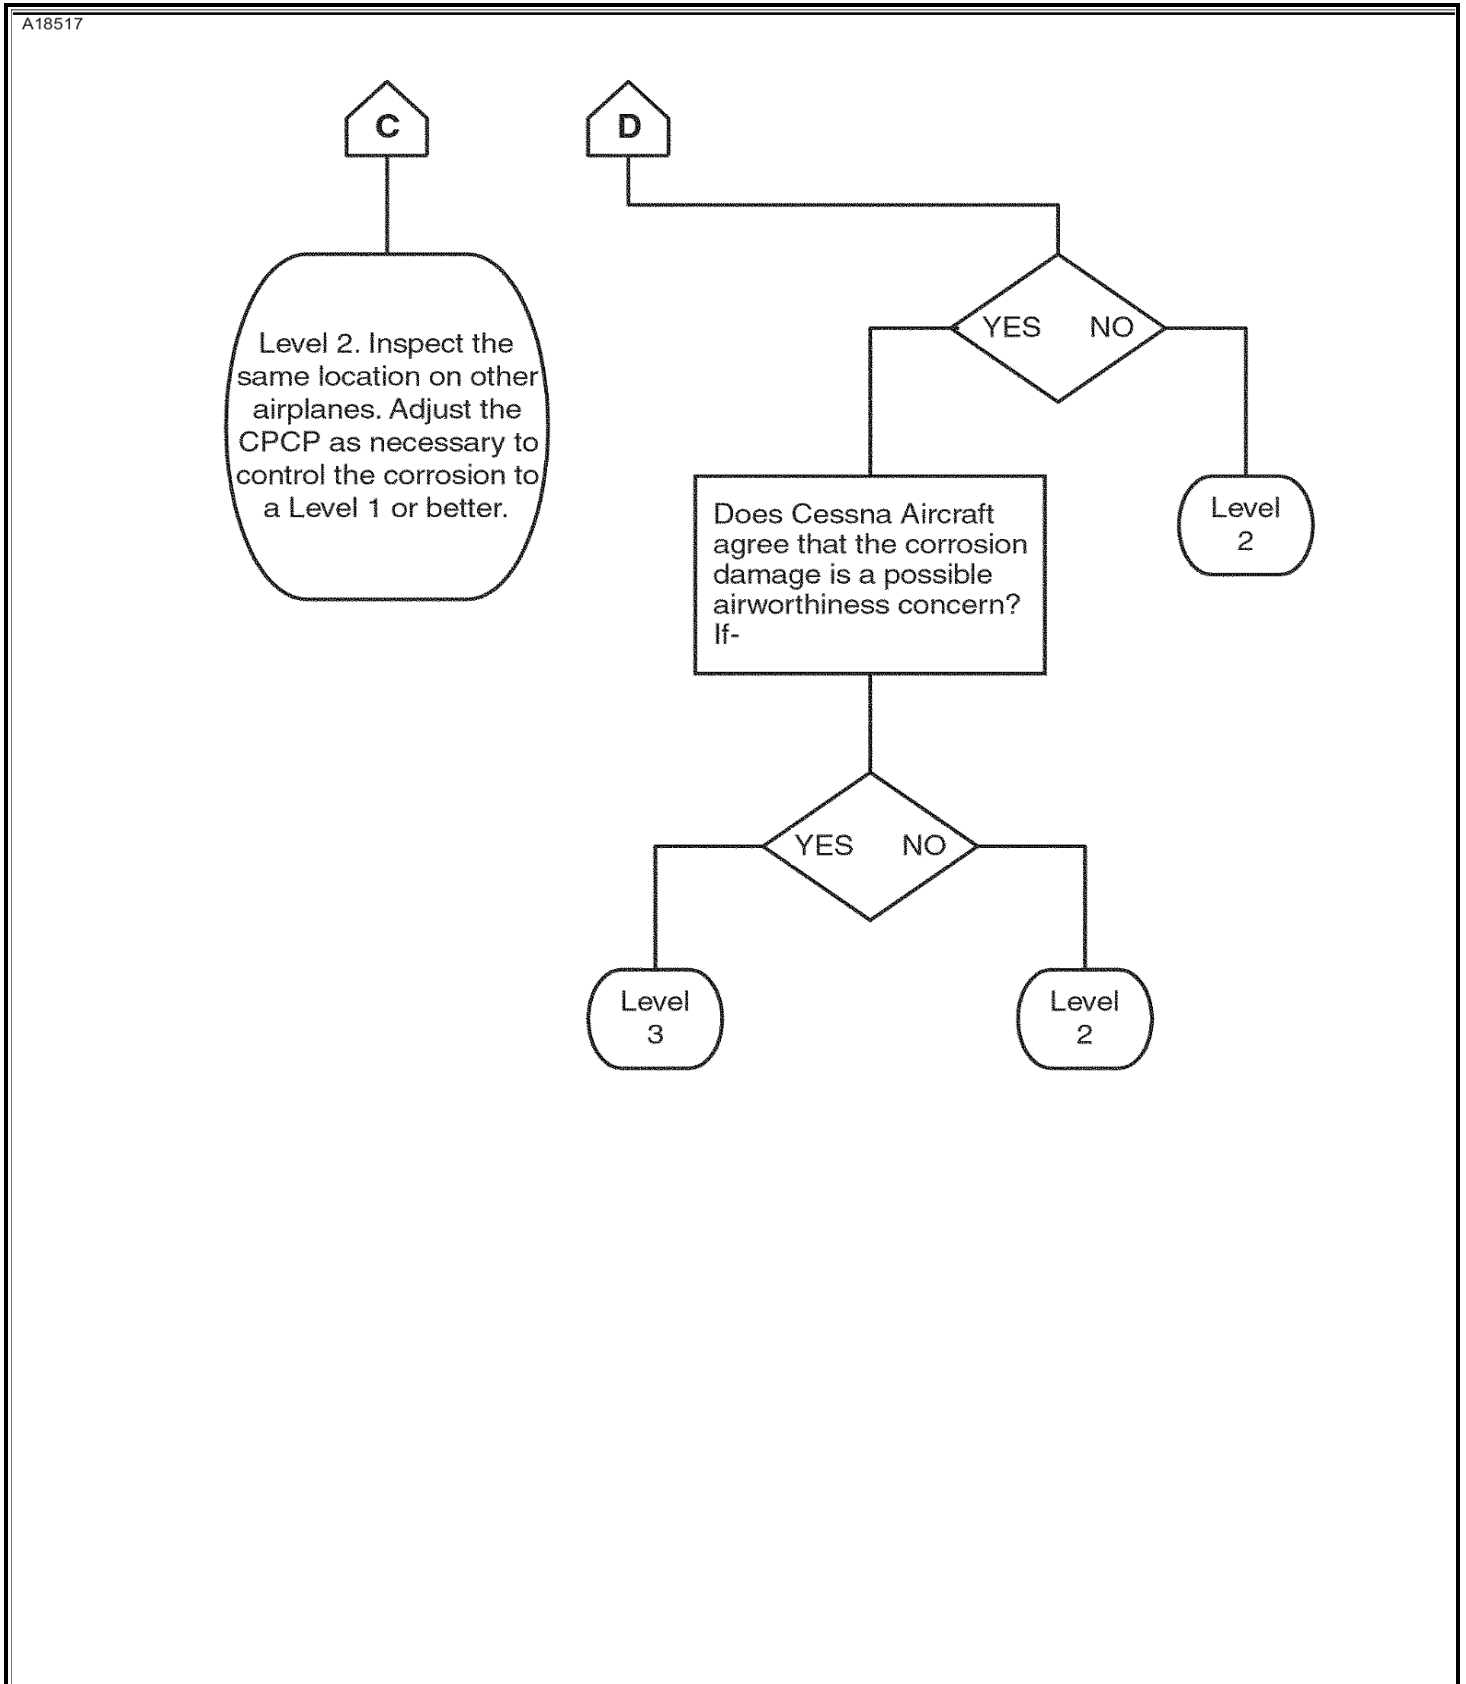 A18517
C
D
Level 2. Inspect the
same location on other
airplanes. Adjust the
CPCP as necessary to
control the corrosion to
a Level 1 or better.
YES NO
Level
2
Does Cessna Aircraft
agree that the corrosion
damage is a possible
airworthiness concern?
If-
YES NO
Level
3
Level
2